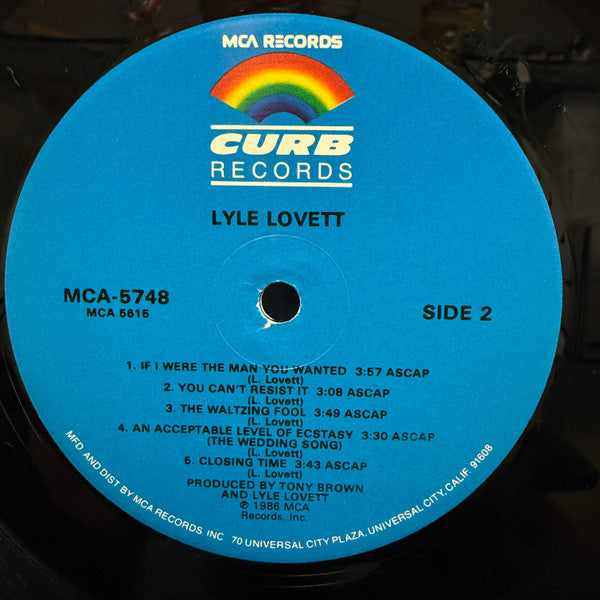 MCA RECORDS
CURB
RECORDS
LYLE LOVETT
MCA-5748
MCA 5615
SIDE 2
1. IF I WERE THE MAN YOU WANTED 3:57 ASCAP
(L. Lovett)
2. YOU CAN'T RESIST IT 3:08 ASCAP
(L. Lovett)
3. THE WALTZING FOOL 3:49 ASCAP
(L. Lovett)
4. AN ACCEPTABLE LEVEL OF ECSTASY 3:30 ASCAP
(THE WEDDING SONG)
(L. Lovett)
5. CLOSING TIME 3:43 ASCAP
(L. Lovett)
PRODUCED BY TONY BROWN
AND LYLE LOVETT
℗ 1986 MCA
Records, Inc.
MFD AND DIST BY MCA RECORDS, INC 70 UNIVERSAL CITY PLAZA, UNIVERSAL CITY, CALIF. 91608